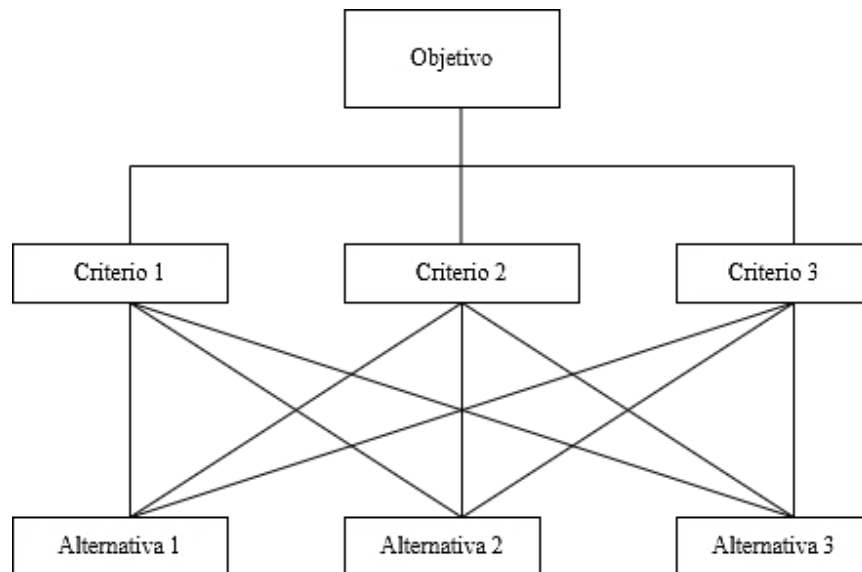 Objetivo
Criterio 1
Criterio 2
Criterio 3
Alternativa 1
Alternativa 2
Alternativa 3